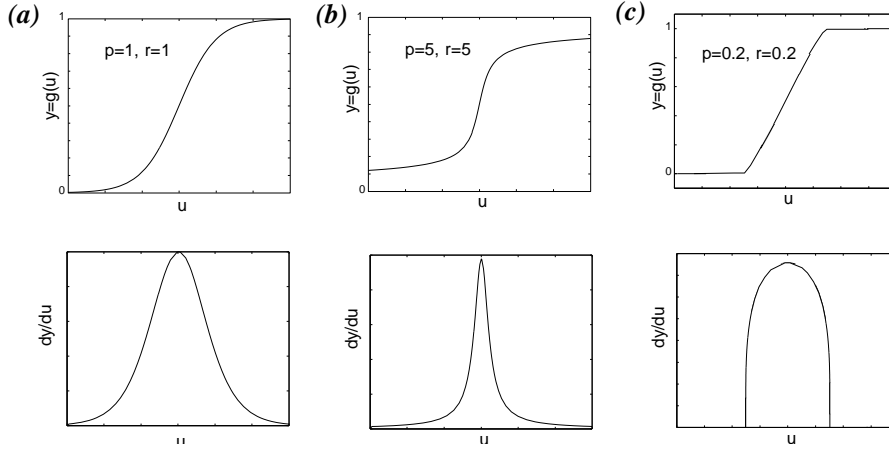 (a)
1
p=1, r=1
y=g(u)
0
u
(b)
1
p=5, r=5
y=g(u)
0
u
(c)
1
p=0.2, r=0.2
y=g(u)
0
u
dy/du
u
dy/du
u
dy/du
u